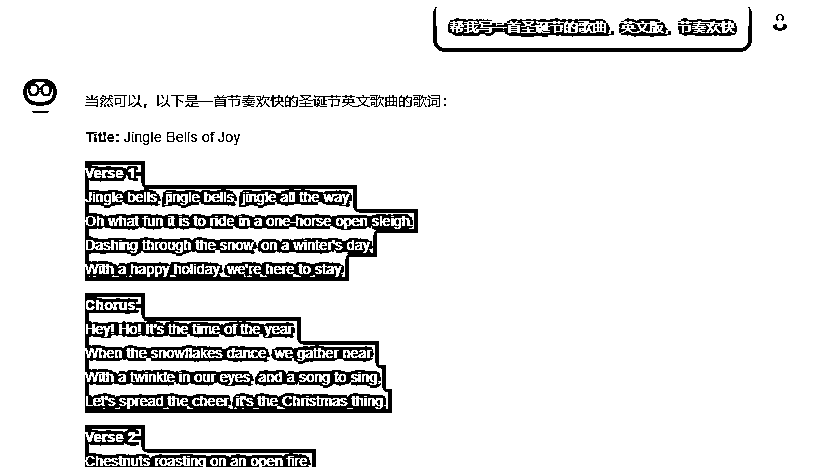 帮我写一首圣诞节的歌曲，英文版，节奏欢快
当然可以，以下是一首节奏欢快的圣诞节英文歌曲的歌词：
Title: Jingle Bells of Joy
Verse 1:
Jingle bells, jingle bells, jingle all the way,
Oh what fun it is to ride in a one-horse open sleigh,
Dashing through the snow, on a winter's day,
With a happy holiday, we're here to stay.
Chorus:
Hey! Ho! It's the time of the year,
When the snowflakes dance, we gather near,
With a twinkle in our eyes, and a song to sing,
Let's spread the cheer, it's the Christmas thing.
Verse 2:
Chestnuts roasting on an open fire,